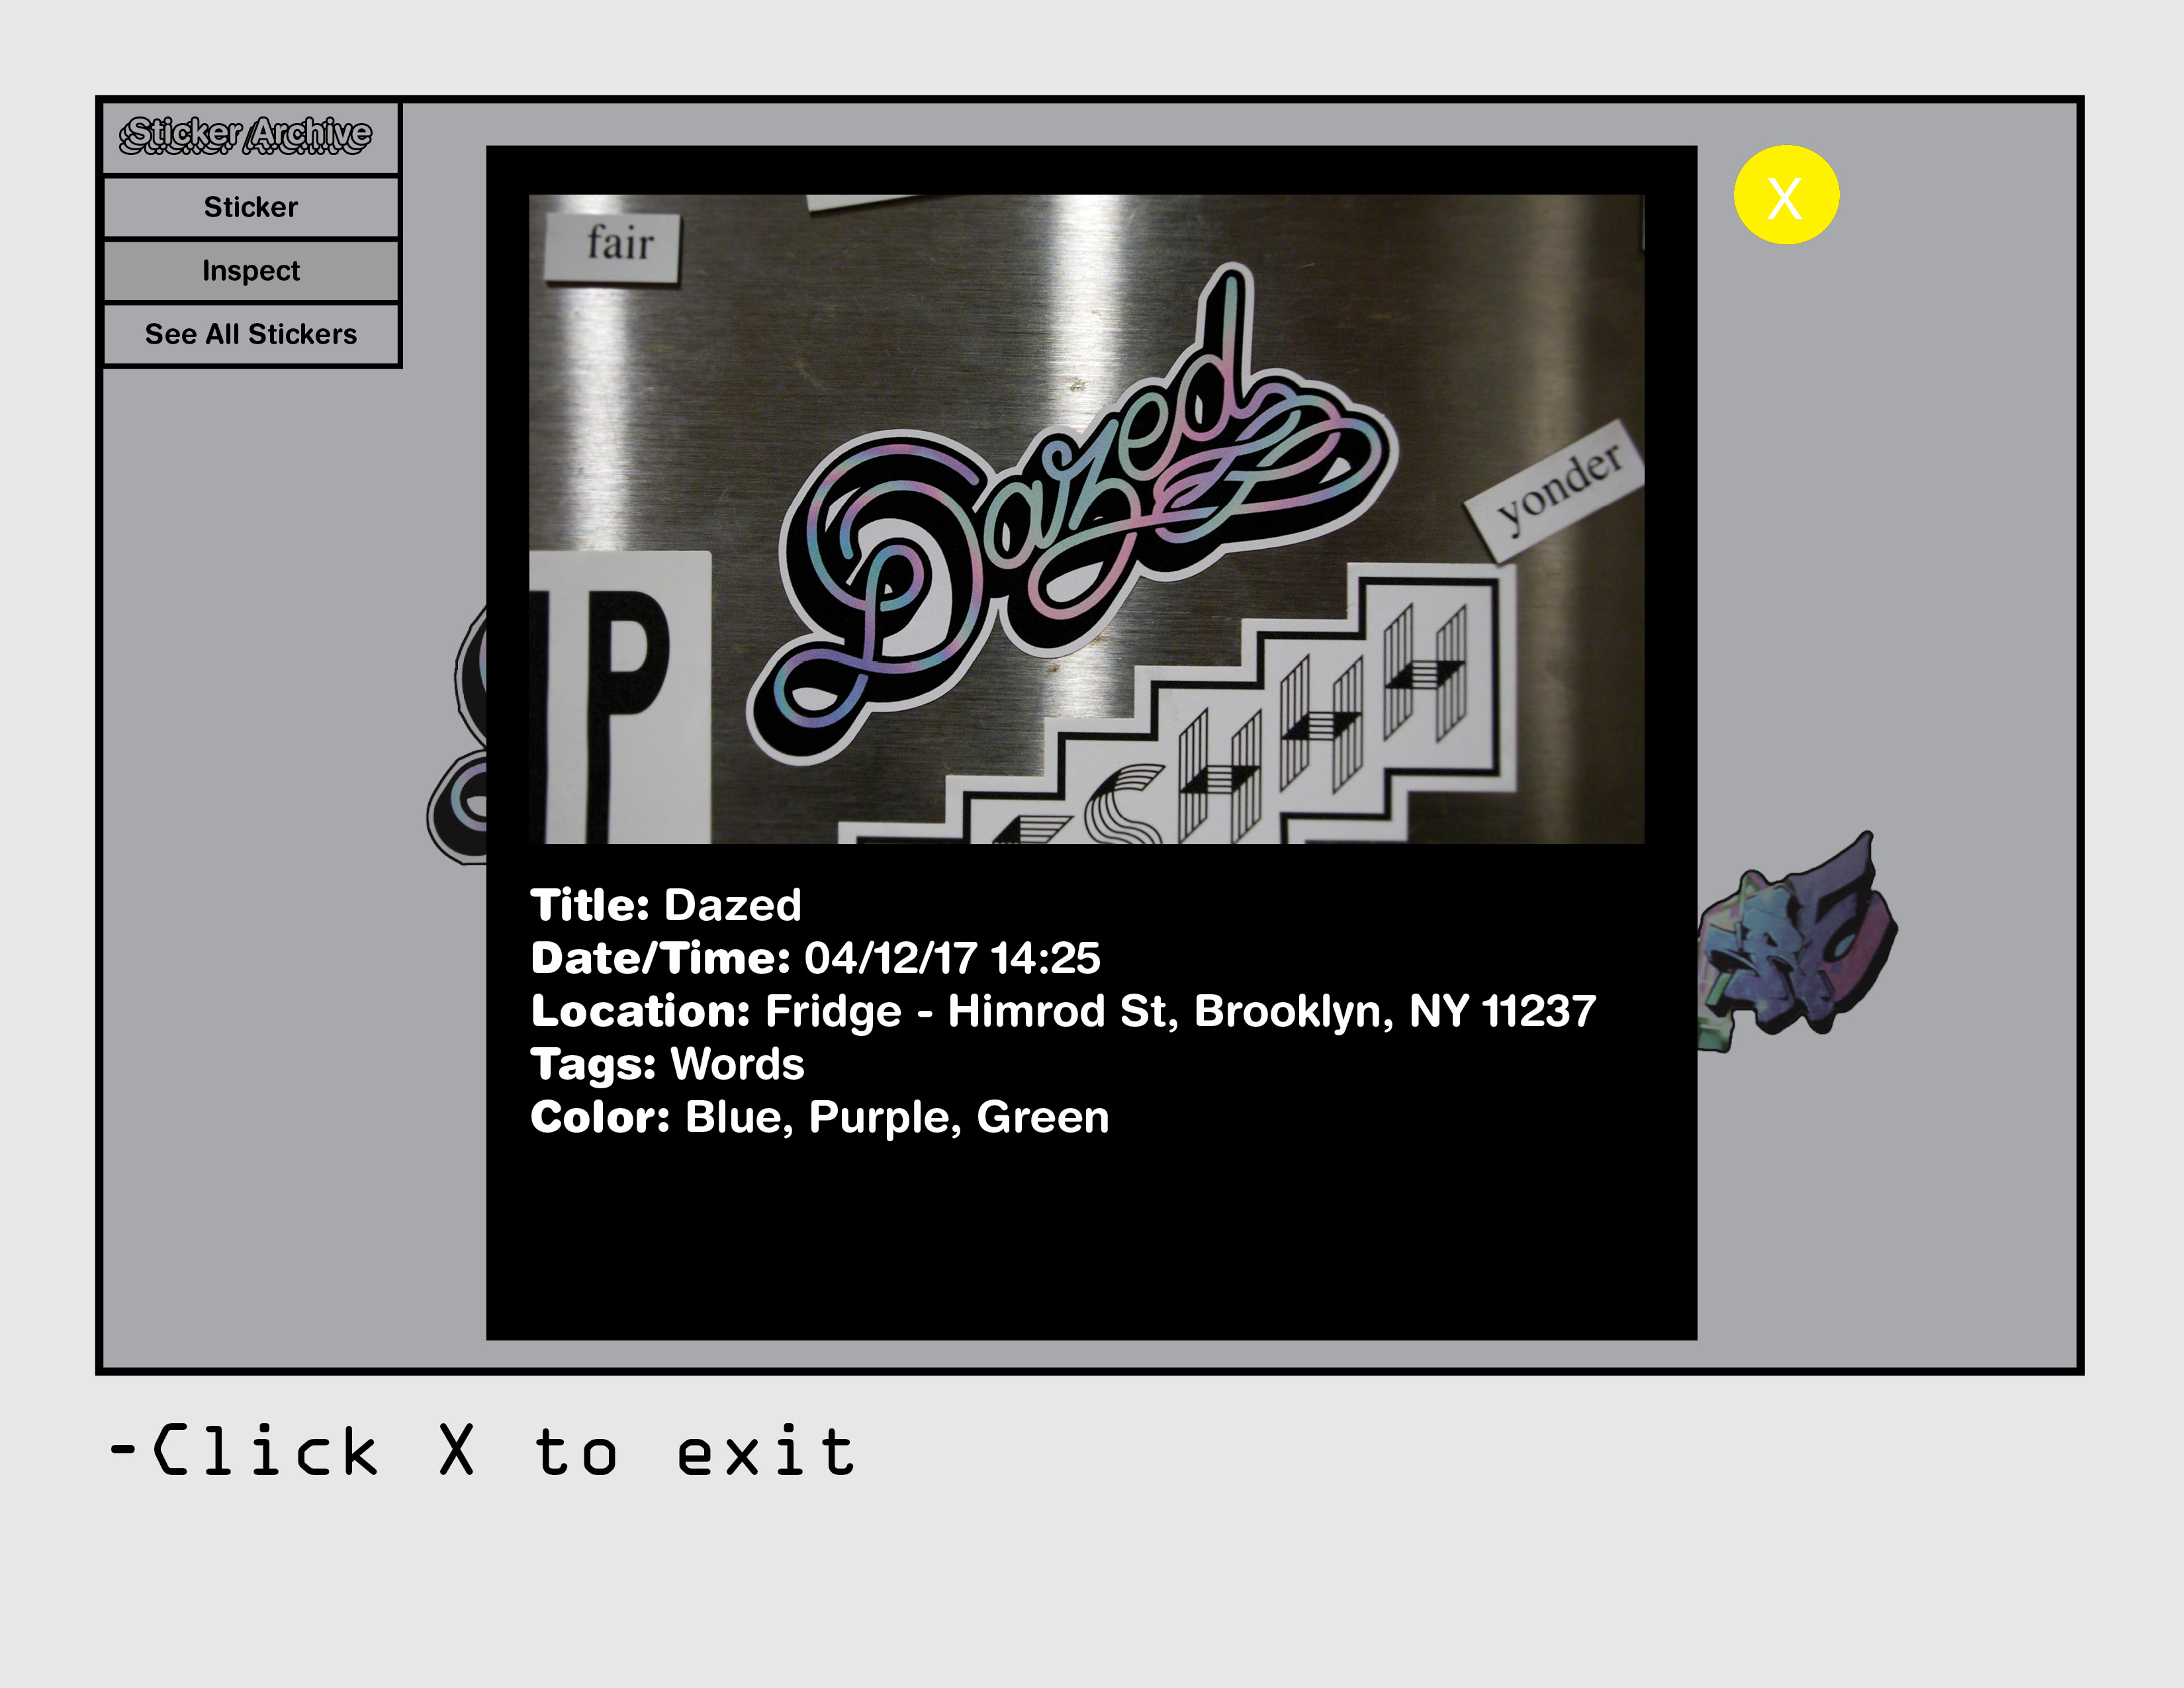 Sticker Archive
Sticker
Inspect
See All Stickers
X
fair
Dazed
yonder
P
SHHH
Title: Dazed
Date/Time: 04/12/17 14:25
Location: Fridge - Himrod St, Brooklyn, NY 11237
Tags: Words
Color: Blue, Purple, Green
-Click X to exit